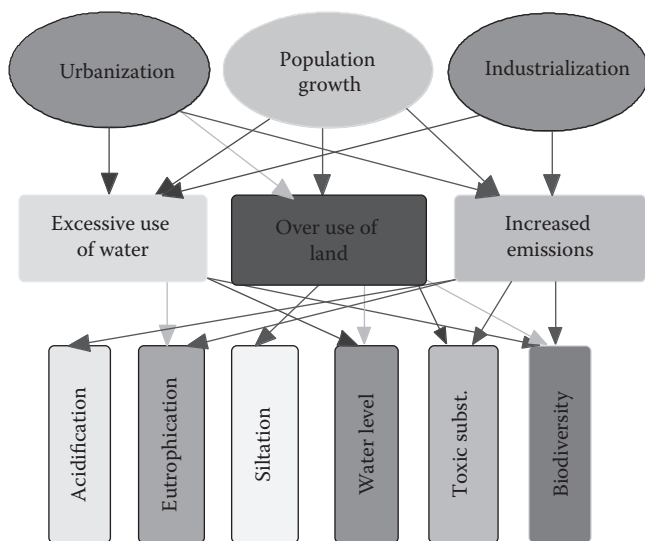 Urbanization
Population
growth
Industrialization
Excessive use
of water
Over use of
land
Increased
emissions
Acidification
Eutrophication
Siltation
Water level
Toxic subst.
Biodiversity